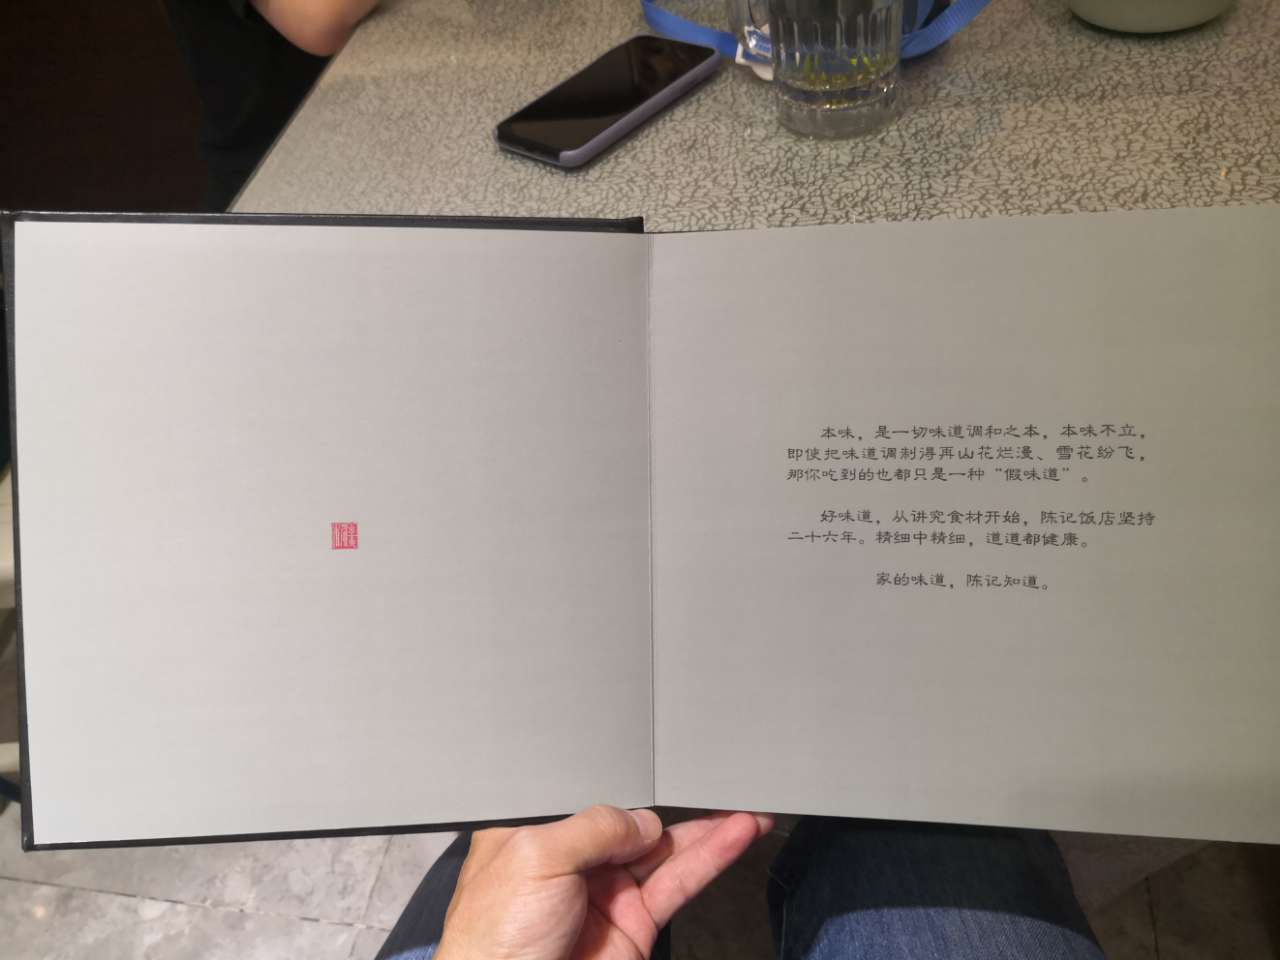 本味，是一切味道调和之本，本味不立，
即使把味道调制得再山花烂漫、雪花纷飞，
那你吃到的也都只是一种“假味道”。
好味道，从讲究食材开始，陈记饭店坚持
二十六年。精细中精细，道道都健康。
家的味道，陈记知道。